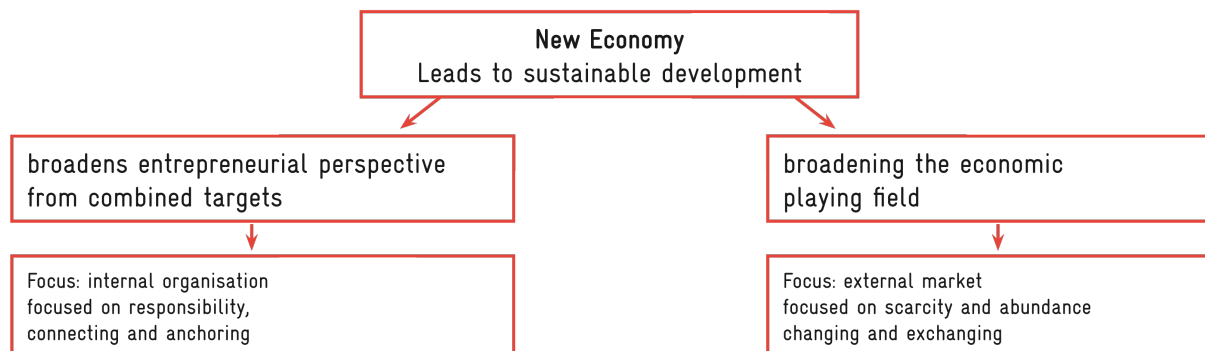 New Economy
Leads to sustainable development
broadens entrepreneurial perspective
from combined targets
broadening the economic
playing field
Focus: internal organisation
focused on responsibility,
connecting and anchoring
Focus: external market
focused on scarcity and abundance
changing and exchanging